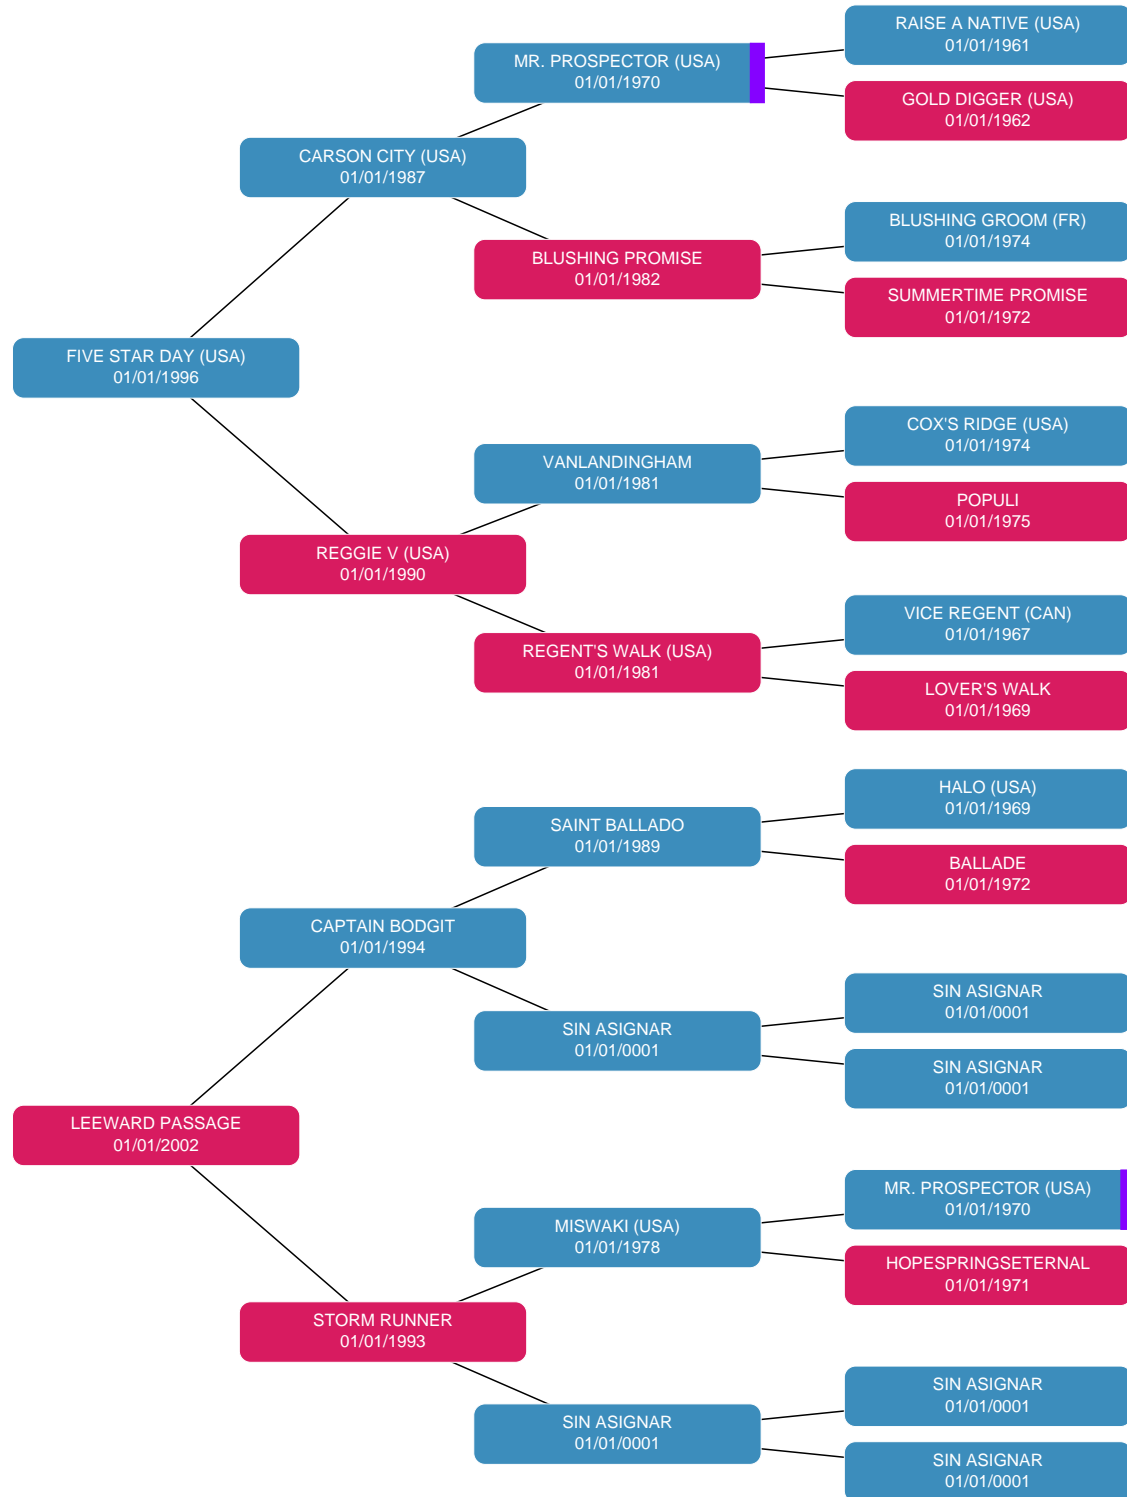 RAISE A NATIVE (USA)
01/01/1961
MR. PROSPECTOR (USA)
01/01/1970
GOLD DIGGER (USA)
01/01/1962
CARSON CITY (USA)
01/01/1987
BLUSHING GROOM (FR)
01/01/1974
BLUSHING PROMISE
01/01/1982
SUMMERTIME PROMISE
01/01/1972
FIVE STAR DAY (USA)
01/01/1996
COX'S RIDGE (USA)
01/01/1974
VANLANDINGHAM
01/01/1981
POPULI
01/01/1975
REGGIE V (USA)
01/01/1990
VICE REGENT (CAN)
01/01/1967
REGENT'S WALK (USA)
01/01/1981
LOVER'S WALK
01/01/1969
HALO (USA)
01/01/1969
SAINT BALLADO
01/01/1989
BALLADE
01/01/1972
CAPTAIN BODGIT
01/01/1994
SIN ASIGNAR
01/01/0001
SIN ASIGNAR
01/01/0001
SIN ASIGNAR
01/01/0001
LEEWARD PASSAGE
01/01/2002
MR. PROSPECTOR (USA)
01/01/1970
MISWAKI (USA)
01/01/1978
HOPESPRINGSETERNAL
01/01/1971
STORM RUNNER
01/01/1993
SIN ASIGNAR
01/01/0001
SIN ASIGNAR
01/01/0001
SIN ASIGNAR
01/01/0001